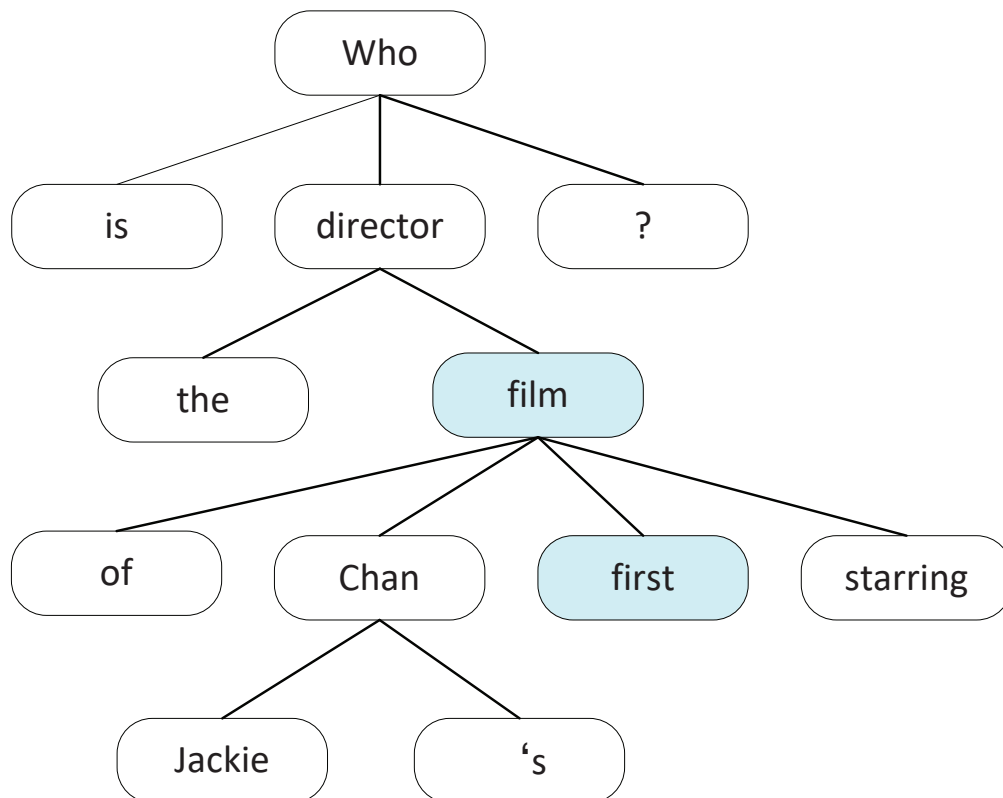 Who
is director ?
the film
of Chan first starring
Jackie ‘s